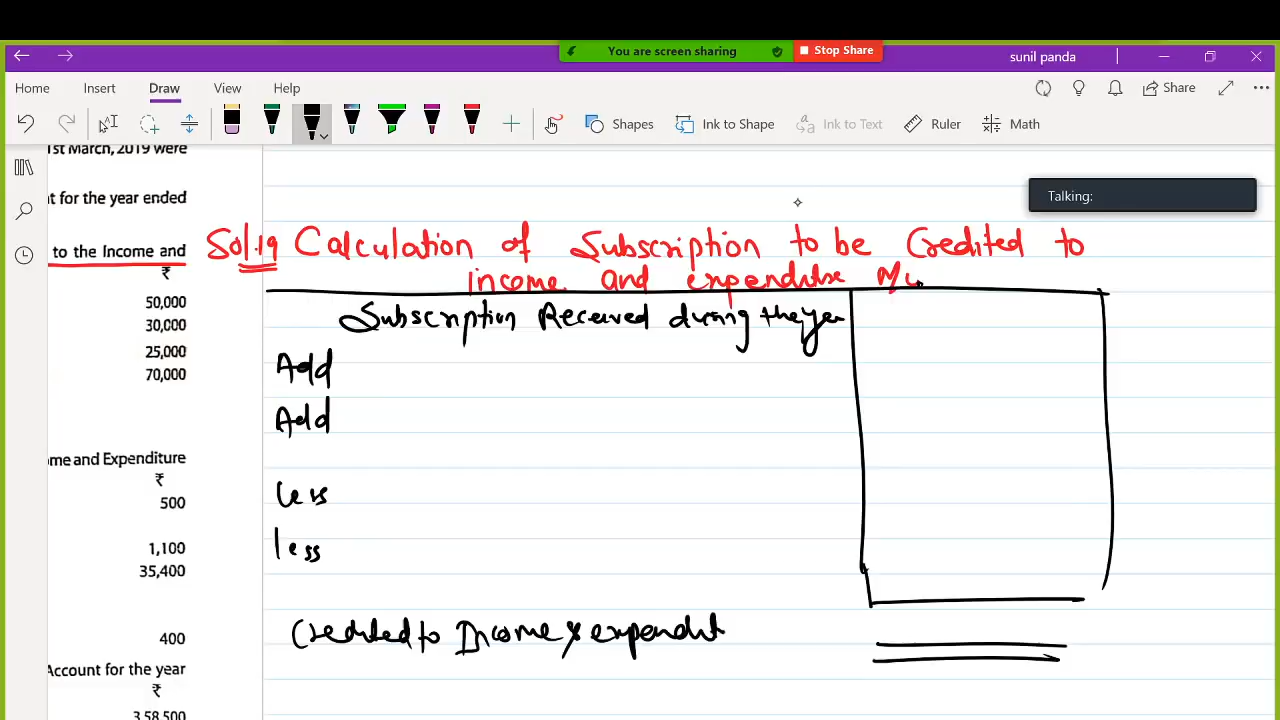 You are screen sharing
Stop Share
sunil panda
Home Insert Draw View Help
Share
Shapes Ink to Shape Ink to Text Ruler Math
1st March, 2019 were
Talking:
t for the year ended
Sol.19 Calculation of Subscription to be Credited to
to the Income and
income and expenditure A/c
₹
50,000
Subscription Received during the year
30,000
25,000
Add
70,000
Add
me and Expenditure
₹
less
500
less
1,100
35,400
Credited to Income & expendit
400
Account for the year
₹
3,58,500